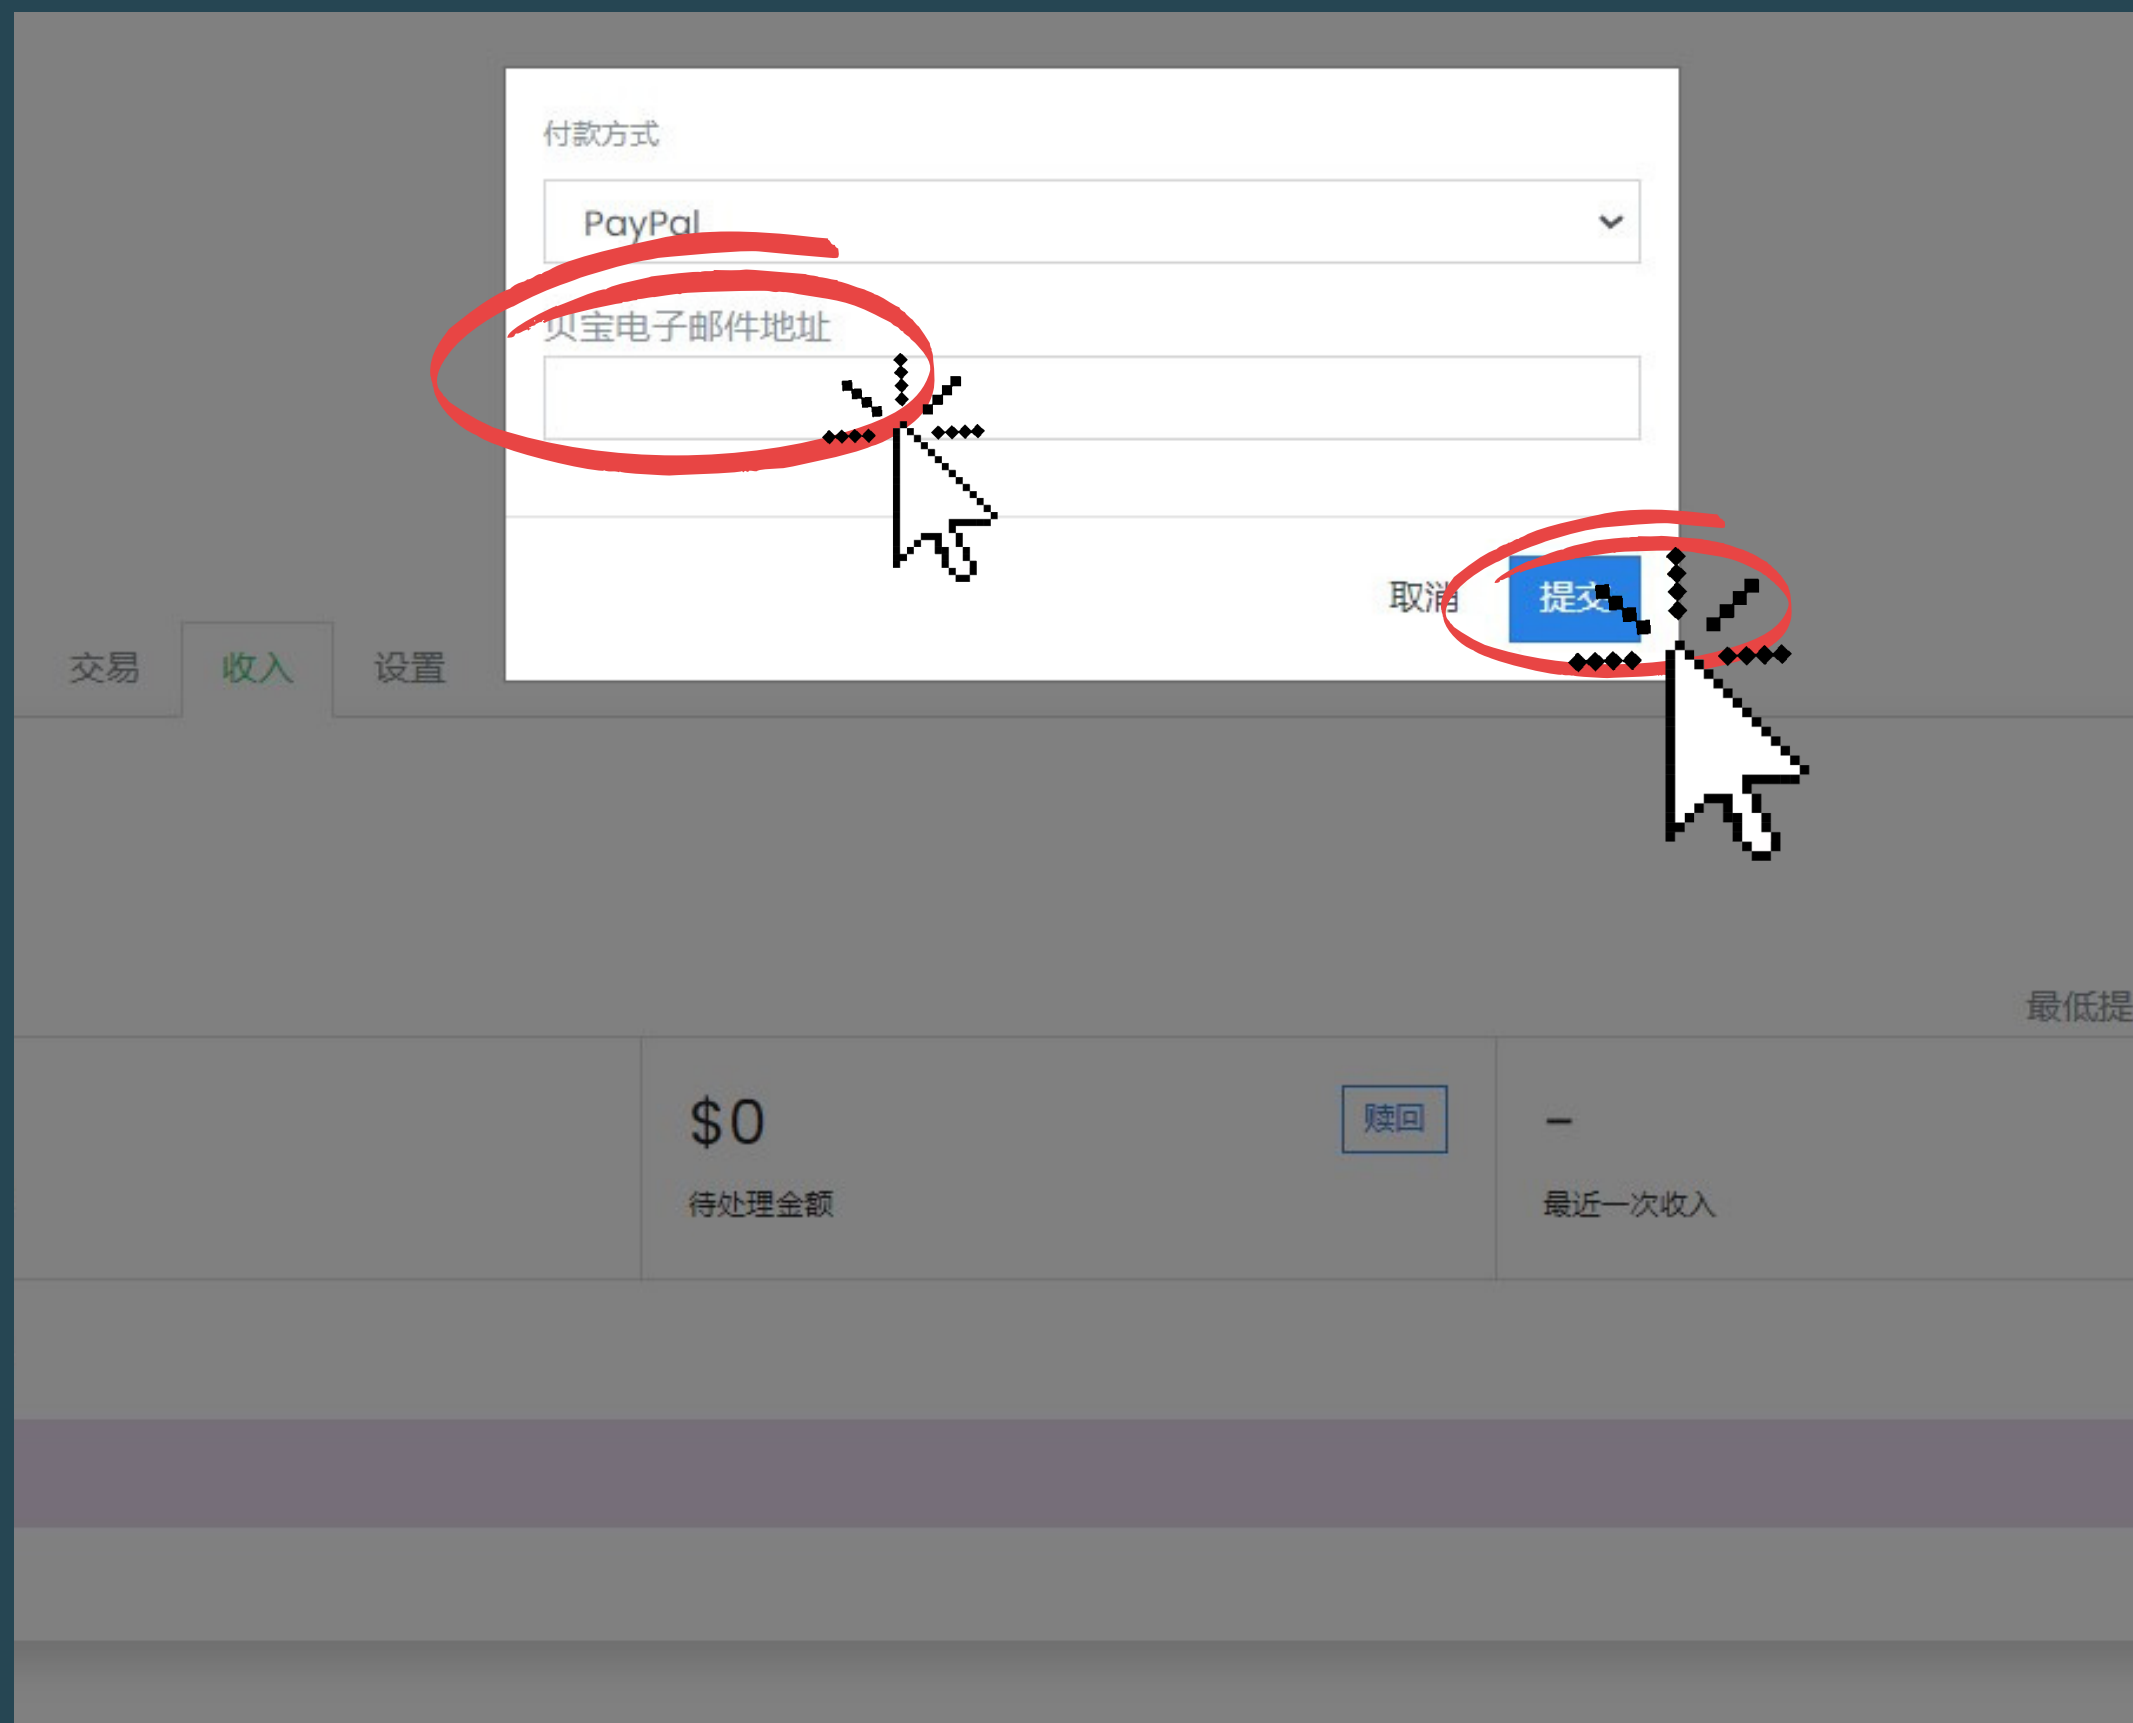 付款方式
PayPal
贝宝电子邮件地址
取消 提交
交易 收入 设置
最低提
$0 赎回 -
待处理金额 最近一次收入